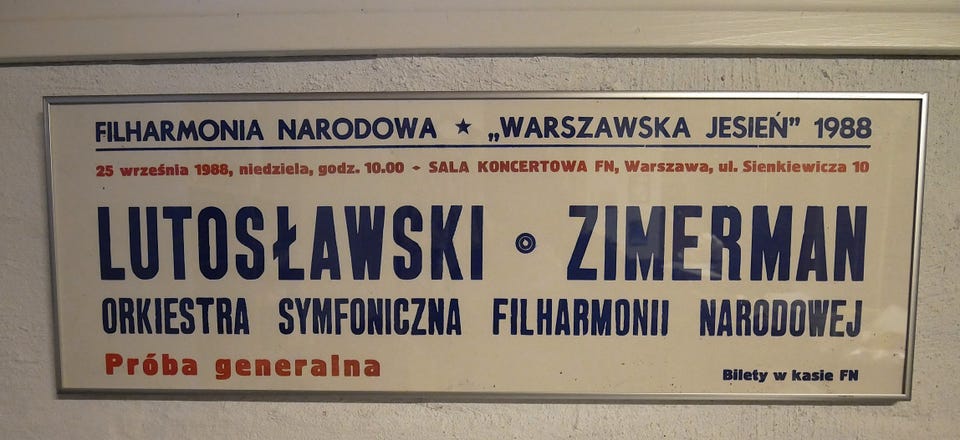 FILHARMONIA NARODOWA ★ „WARSZAWSKA JESIEŃ” 1988
25 września 1988, niedziela, godz. 10.00 - SALA KONCERTOWA FN, Warszawa, ul. Sienkiewicza 10
LUTOSŁAWSKI · ZIMERMAN
ORKIESTRA SYMFONICZNA FILHARMONII NARODOWEJ
Próba generalna
Bilety w kasie FN